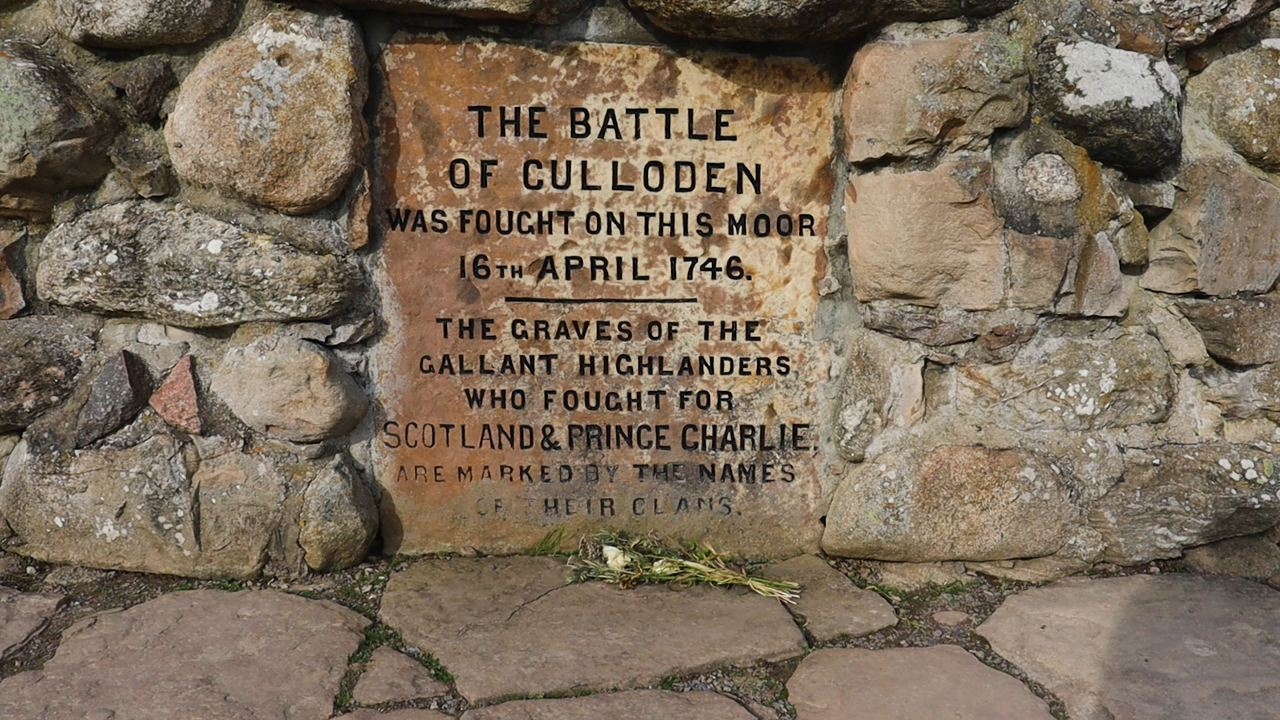 THE BATTLE
OF CULLODEN
WAS FOUGHT ON THIS MOOR
16TH APRIL 1746.
THE GRAVES OF THE
GALLANT HIGHLANDERS
WHO FOUGHT FOR
SCOTLAND & PRINCE CHARLIE,
ARE MARKED BY THE NAMES
OF THEIR CLANS.